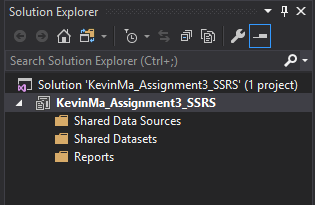 Solution Explorer
Search Solution Explorer (Ctrl+;)
Solution 'KevinMa_Assignment3_SSRS' (1 project)
KevinMa_Assignment3_SSRS
Shared Data Sources
Shared Datasets
Reports